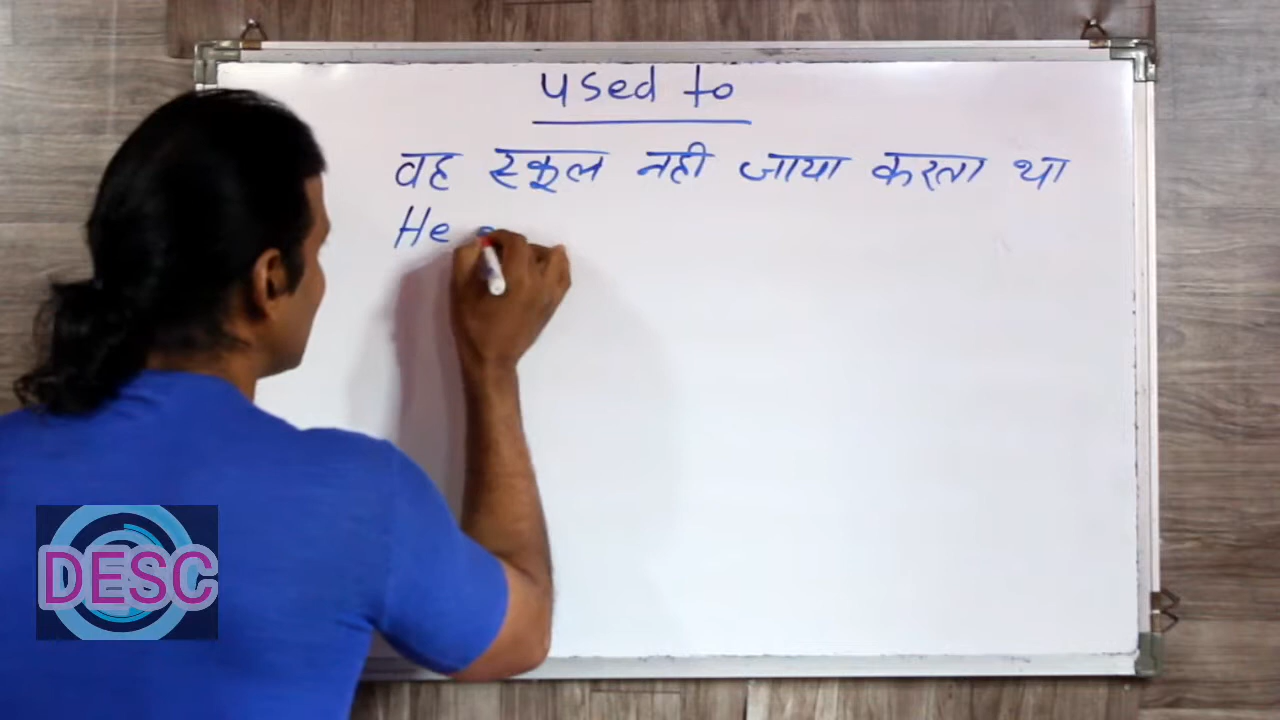 used to
वह स्कूल नही जाया करता था
He
DESC